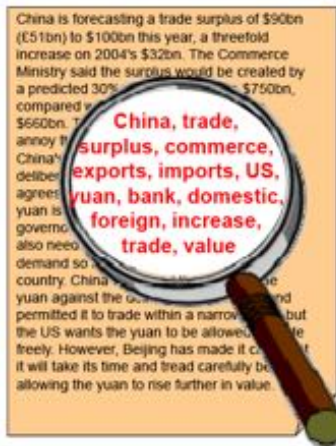 China is forecasting a trade surplus of $90bn
(£51bn) to $100bn this year, a threefold
increase on 2004's $32bn. The Commerce
Ministry said the surplus would be created by
a predicted 30% $750bn,
compared
$660bn.
annoy
agrees
yuan is
also need
demand so
country. China
yuan against the
permitted it to trade within a narrow but
the US wants the yuan to be allowed
freely. However, Beijing has made it
it will take its time and tread carefully
allowing the yuan to rise further in value.
China, trade,
surplus, commerce,
exports, imports, US,
yuan, bank, domestic,
foreign, increase,
trade, value